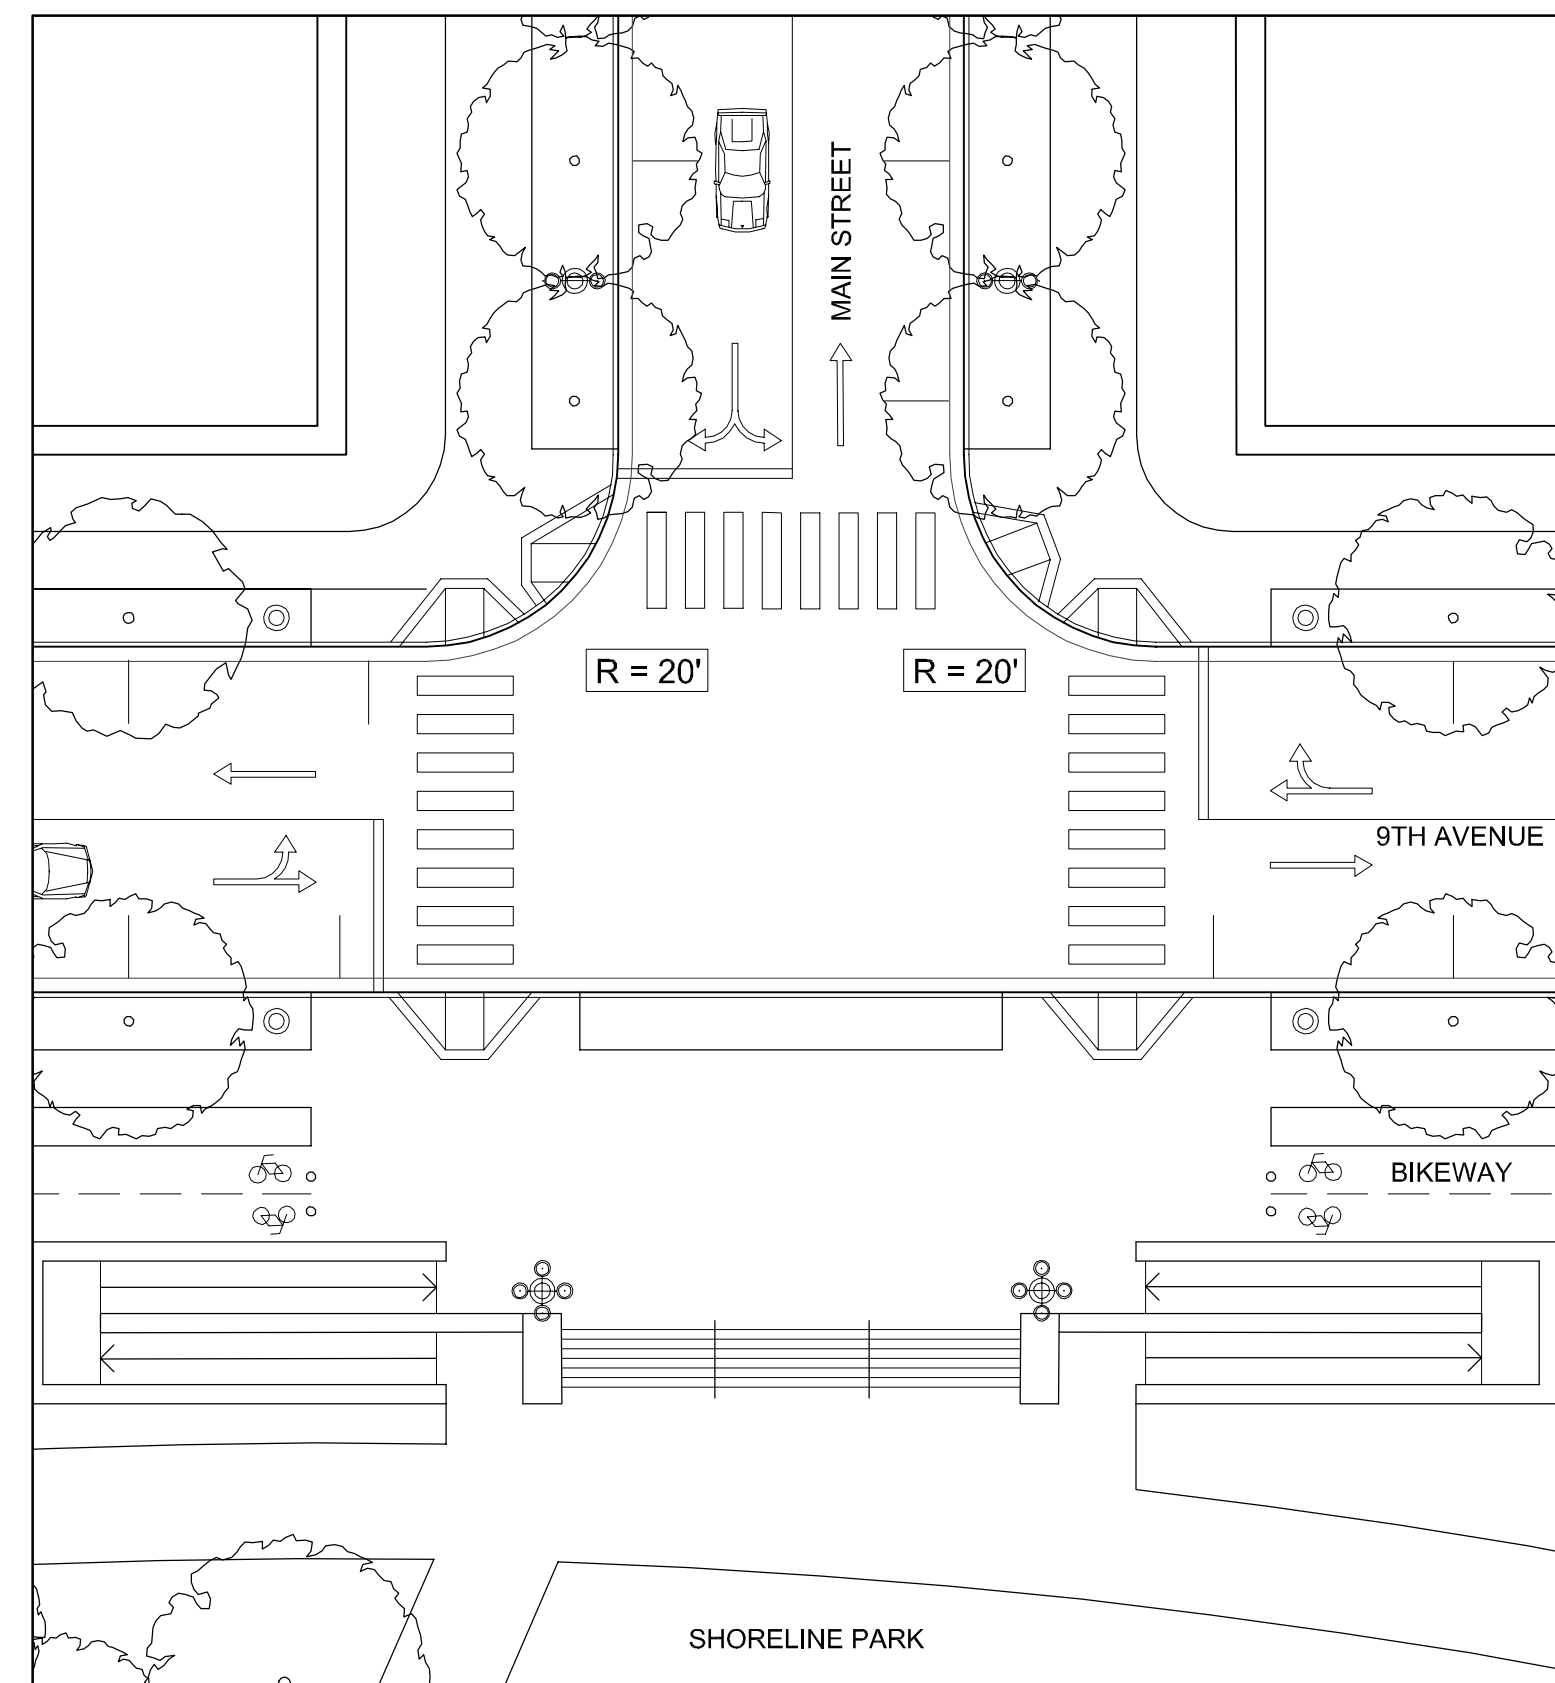 MAIN STREET
R = 20'
R = 20'
9TH AVENUE
BIKEWAY
SHORELINE PARK